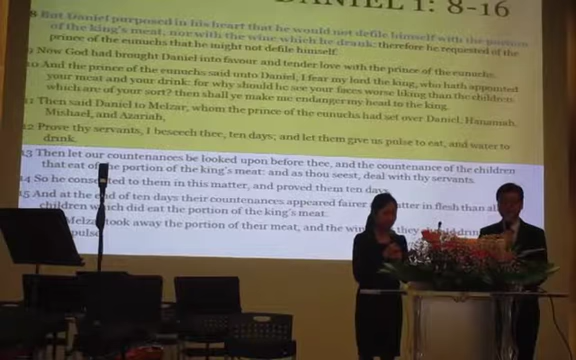 DANIEL 1: 8-16
8 But Daniel purposed in his heart that he would not defile himself with the portion
of the king's meat, nor with the wine which he drank: therefore he requested of the
prince of the eunuchs that he might not defile himself.
9 Now God had brought Daniel into favour and tender love with the prince of the eunuchs.
10 And the prince of the eunuchs said unto Daniel, I fear my lord the king, who hath appointed
your meat and your drink: for why should he see your faces worse liking than the children
which are of your sort? then shall ye make me endanger my head to the king.
11 Then said Daniel to Melzar, whom the prince of the eunuchs had set over Daniel, Hananiah,
Mishael, and Azariah,
12 Prove thy servants, I beseech thee, ten days; and let them give us pulse to eat, and water to
drink.
13 Then let our countenances be looked upon before thee, and the countenance of the children
that eat of the portion of the king's meat: and as thou seest, deal with thy servants.
14 So he consented to them in this matter, and proved them ten days
15 And at the end of ten days their countenances appeared fairer in flesh than
children which did eat the portion of the king's meat.
Melzar took away the portion of their meat, and the they
pulse